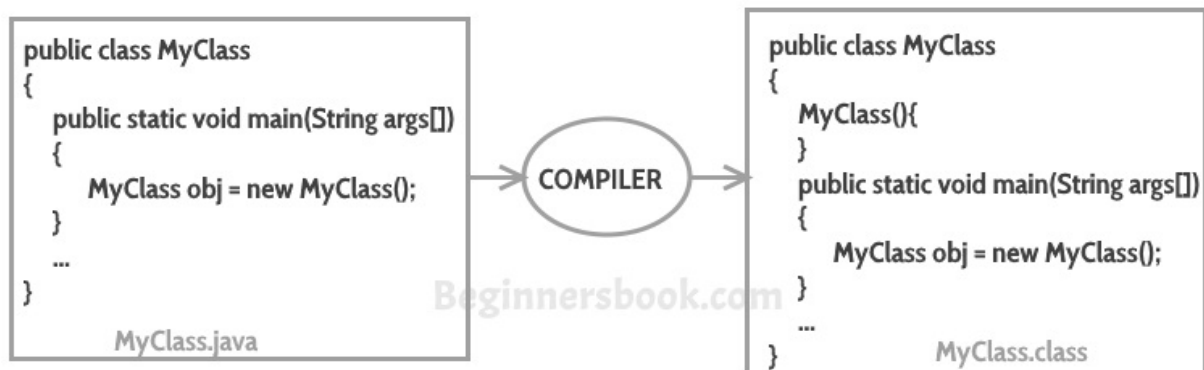 public class MyClass
{
public static void main(String args[])
{
MyClass obj = new MyClass();
}
...
}
MyClass.java
COMPILER
public class MyClass
{
MyClass(){
}
public static void main(String args[])
{
MyClass obj = new MyClass();
}
...
}
MyClass.class
Beginnersbook.com